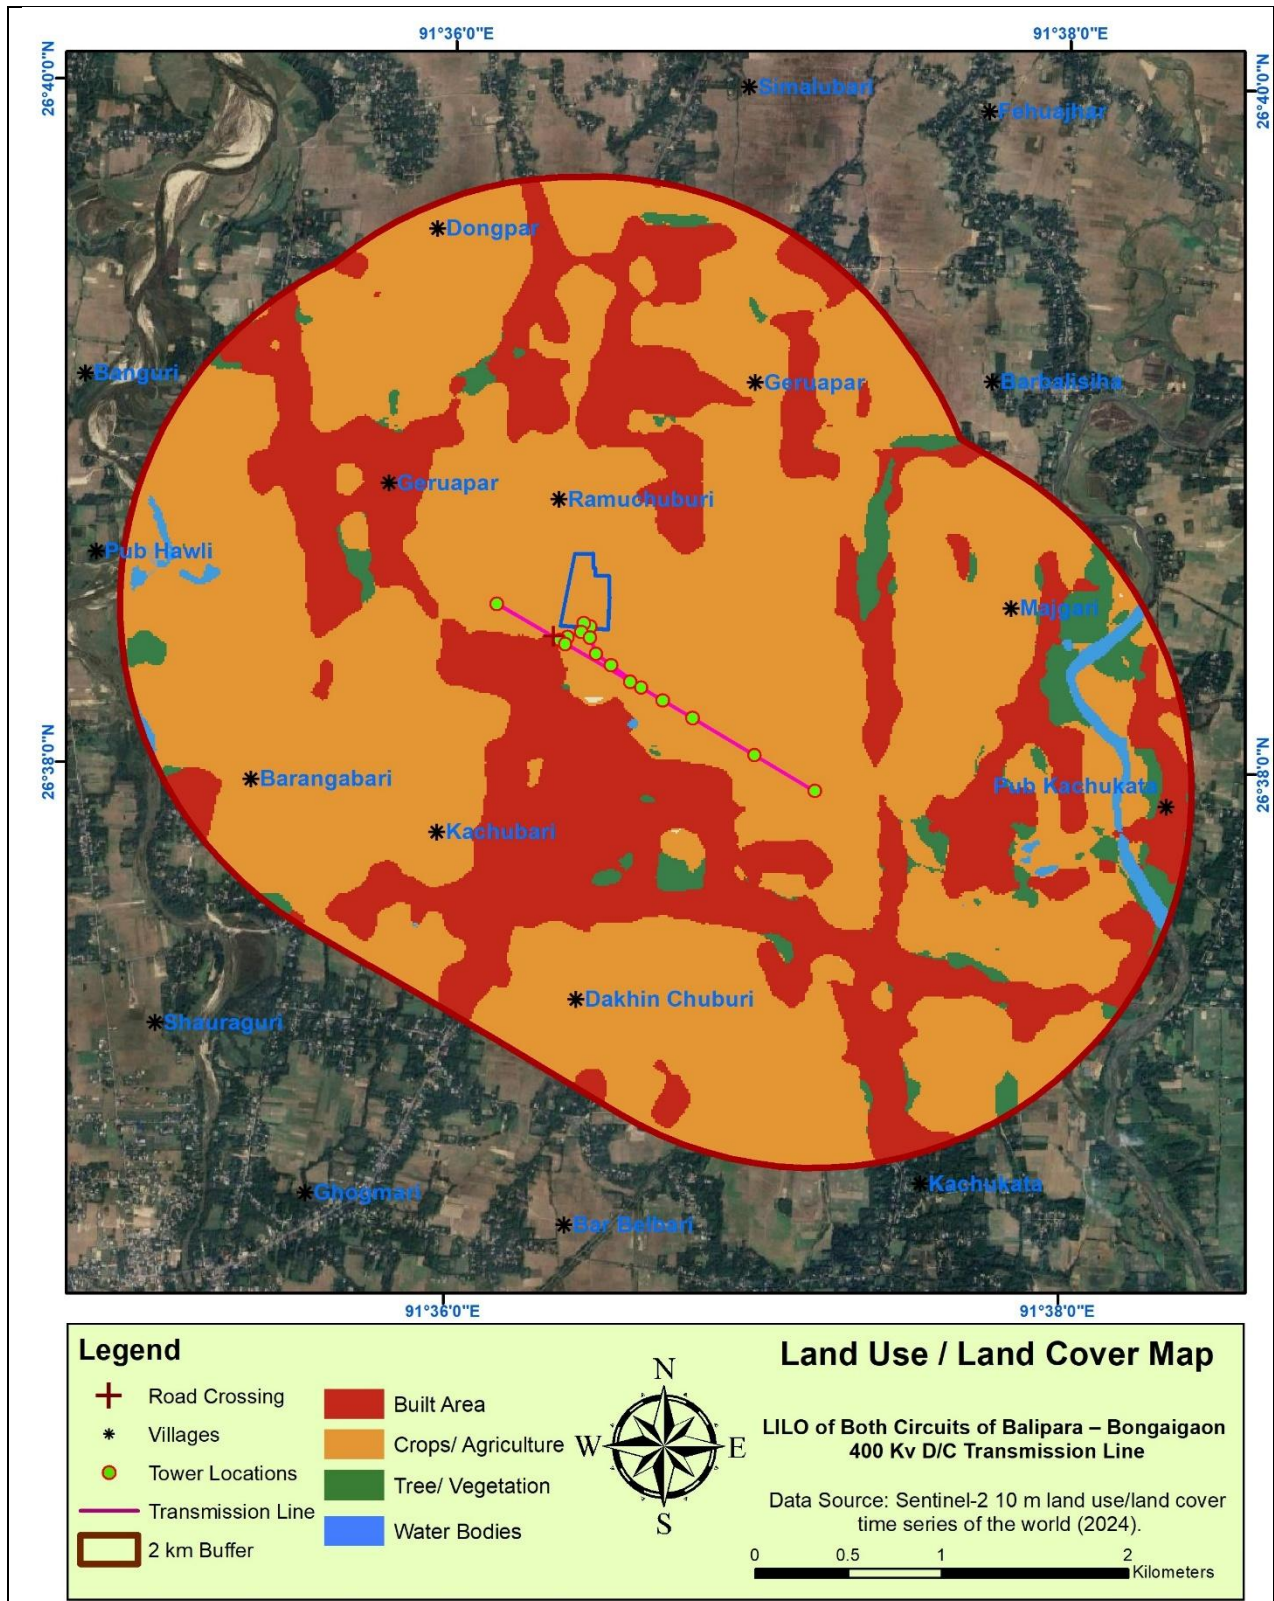 91°36'0"E
91°38'0"E
26°40'0"N
26°40'0"N
Simalubari
Fehuajhar
Dongpar
Banguri
Geruapar
Barbalisiha
Geruapar
Ramuchuburi
Pub Hawli
Majgari
26°38'0"N
26°38'0"N
Barangabari
Pub Kachukata
Kachubari
Dakhin Chuburi
Shauraguri
Ghogmari
Kachukata
Bar Belbari
91°36'0"E
91°38'0"E
Legend
Road Crossing
Villages
Tower Locations
Transmission Line
2 km Buffer
Built Area
Crops/ Agriculture
Tree/ Vegetation
Water Bodies
N
W
E
S
Land Use / Land Cover Map
LILO of Both Circuits of Balipara – Bongaigaon
400 Kv D/C Transmission Line
Data Source: Sentinel-2 10 m land use/land cover
time series of the world (2024).
0 0.5 1 2
Kilometers